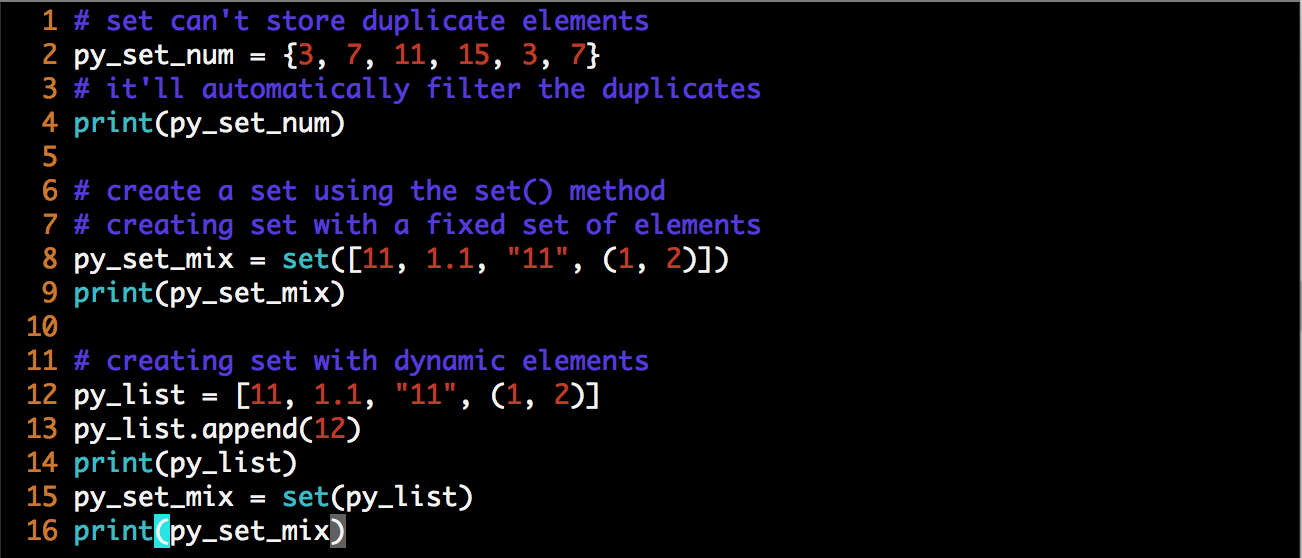 1 # set can't store duplicate elements
2 py_set_num = {3, 7, 11, 15, 3, 7}
3 # it'll automatically filter the duplicates
4 print(py_set_num)
5
6 # create a set using the set() method
7 # creating set with a fixed set of elements
8 py_set_mix = set([11, 1.1, "11", (1, 2)])
9 print(py_set_mix)
10
11 # creating set with dynamic elements
12 py_list = [11, 1.1, "11", (1, 2)]
13 py_list.append(12)
14 print(py_list)
15 py_set_mix = set(py_list)
16 print(py_set_mix)